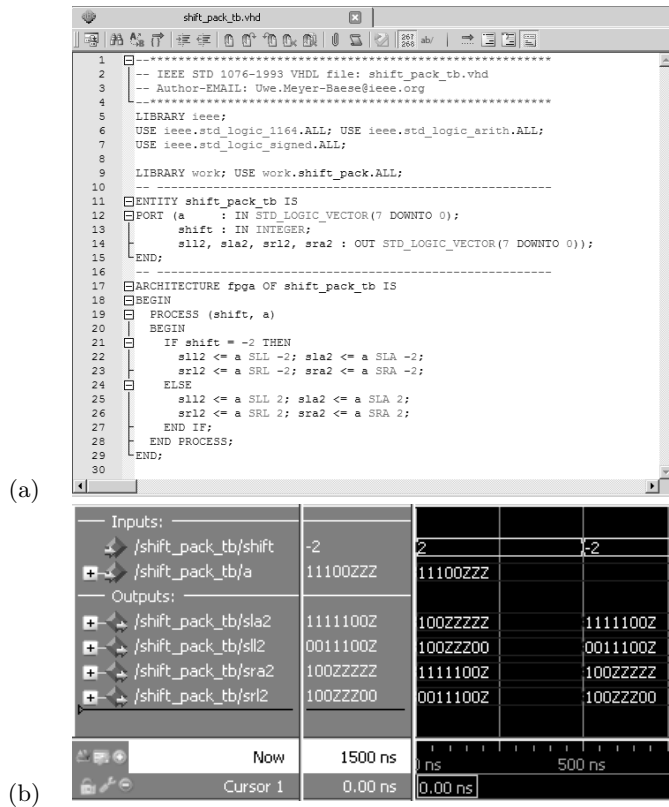 shift_pack_tb.vhd
267
268
ab/
1 --*******************************************************
2 -- IEEE STD 1076-1993 VHDL file: shift_pack_tb.vhd
3 -- Author-EMAIL: Uwe.Meyer-Baese@ieee.org
4 --*******************************************************
5 LIBRARY ieee;
6 USE ieee.std_logic_1164.ALL; USE ieee.std_logic_arith.ALL;
7 USE ieee.std_logic_signed.ALL;
8
9 LIBRARY work; USE work.shift_pack.ALL;
10 -- ------------------------------------------------------
11 ENTITY shift_pack_tb IS
12 PORT (a : IN STD_LOGIC_VECTOR(7 DOWNTO 0);
13 shift : IN INTEGER;
14 sll2, sla2, srl2, sra2 : OUT STD_LOGIC_VECTOR(7 DOWNTO 0));
15 END;
16 -- ------------------------------------------------------
17 ARCHITECTURE fpga OF shift_pack_tb IS
18 BEGIN
19 PROCESS (shift, a)
20 BEGIN
21 IF shift = -2 THEN
22 sll2 <= a SLL -2; sla2 <= a SLA -2;
23 srl2 <= a SRL -2; sra2 <= a SRA -2;
24 ELSE
25 sll2 <= a SLL 2; sla2 <= a SLA 2;
26 srl2 <= a SRL 2; sra2 <= a SRA 2;
27 END IF;
28 END PROCESS;
29 END;
30
(a)
Inputs:
/shift_pack_tb/shift -2 2 -2
/shift_pack_tb/a 11100ZZZ 11100ZZZ
Outputs:
/shift_pack_tb/sla2 1111100Z 100ZZZZZ 1111100Z
/shift_pack_tb/sll2 0011100Z 100ZZZ00 0011100Z
/shift_pack_tb/sra2 100ZZZZZ 1111100Z 100ZZZZZ
/shift_pack_tb/srl2 100ZZZ00 0011100Z 100ZZZ00
Now 1500 ns ns 500 ns
Cursor 1 0.00 ns 0.00 ns
(b)